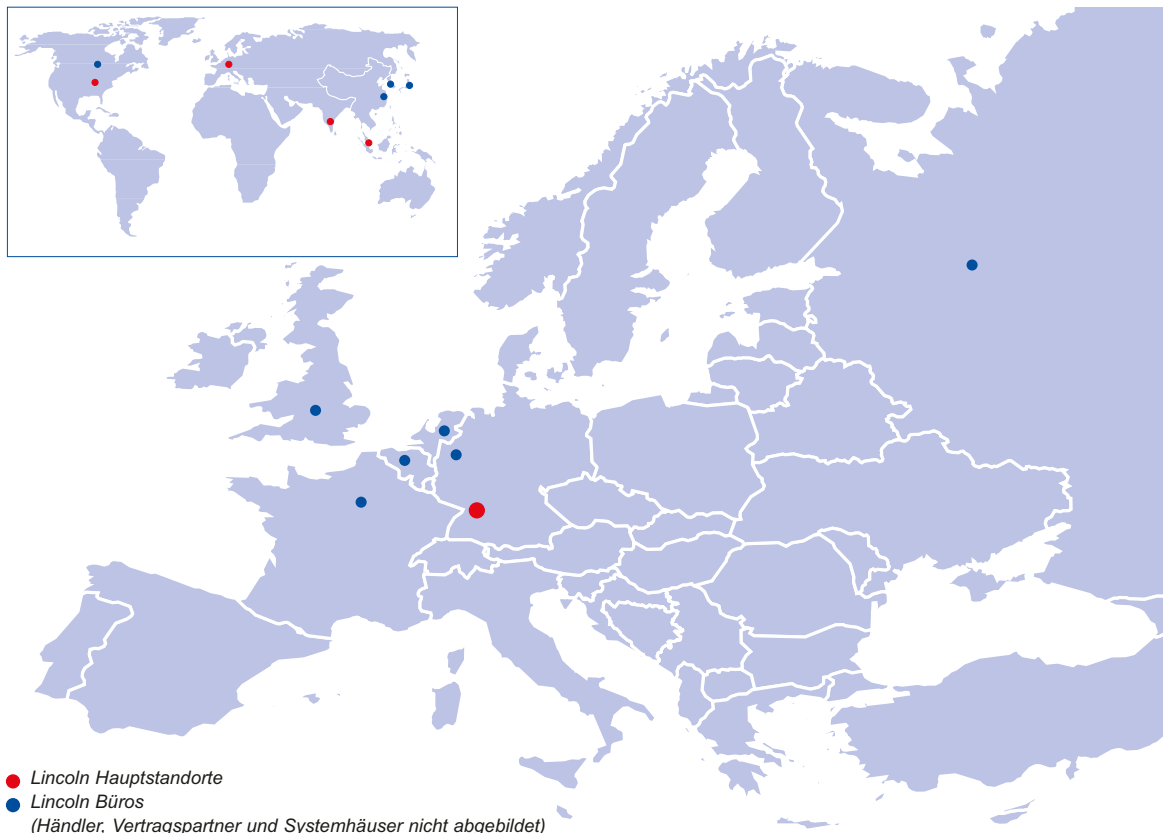 Lincoln Hauptstandorte
Lincoln Büros
(Händler, Vertragspartner und Systemhäuser nicht abgebildet)